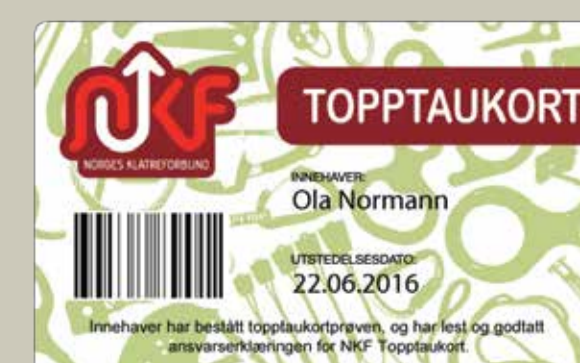 NKF
NORGES KLATREFORBUND
TOPPTAUKORT
INNEHAVER:
Ola Normann
UTSTEDELSESDATO:
22.06.2016
Innehaver har bestått topptaukortprøven, og har lest og godtatt
ansvarserklæringen for NKF Topptaukort.